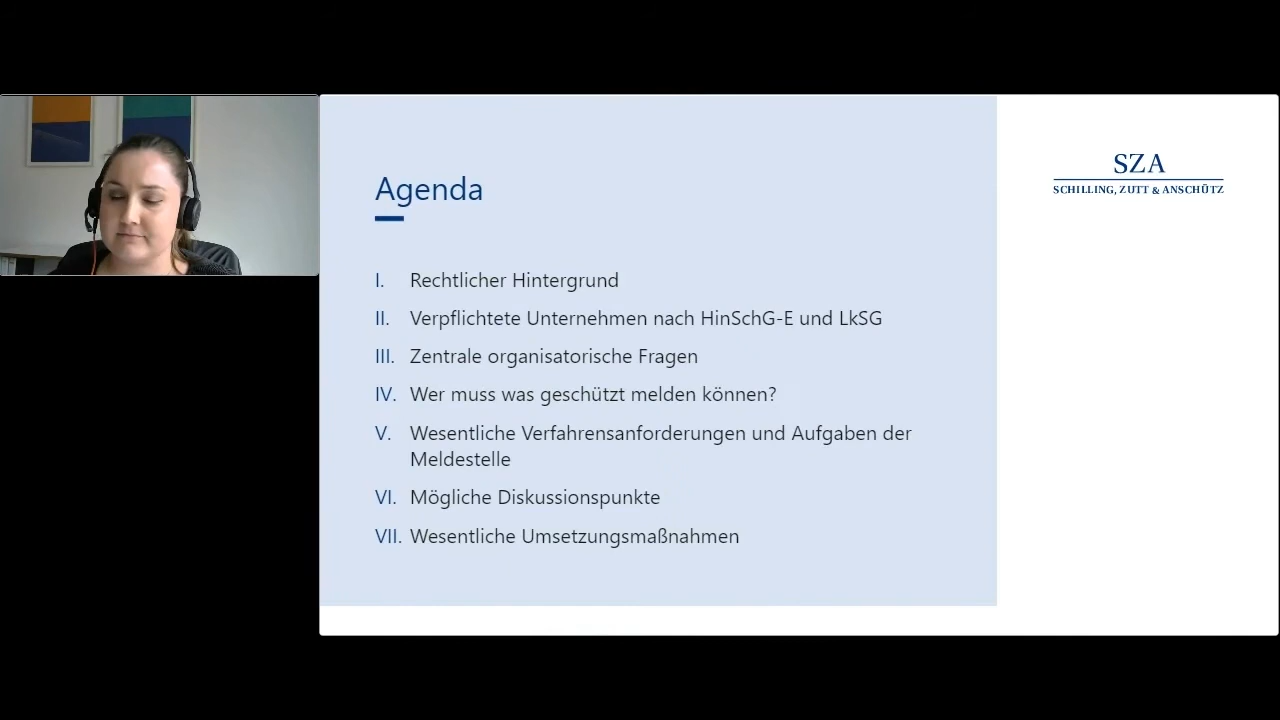 Agenda
I. Rechtlicher Hintergrund
II. Verpflichtete Unternehmen nach HinSchG-E und LkSG
III. Zentrale organisatorische Fragen
IV. Wer muss was geschützt melden können?
V. Wesentliche Verfahrensanforderungen und Aufgaben der
Meldestelle
VI. Mögliche Diskussionspunkte
VII. Wesentliche Umsetzungsmaßnahmen
SZA
SCHILLING, ZUTT & ANSCHÜTZ